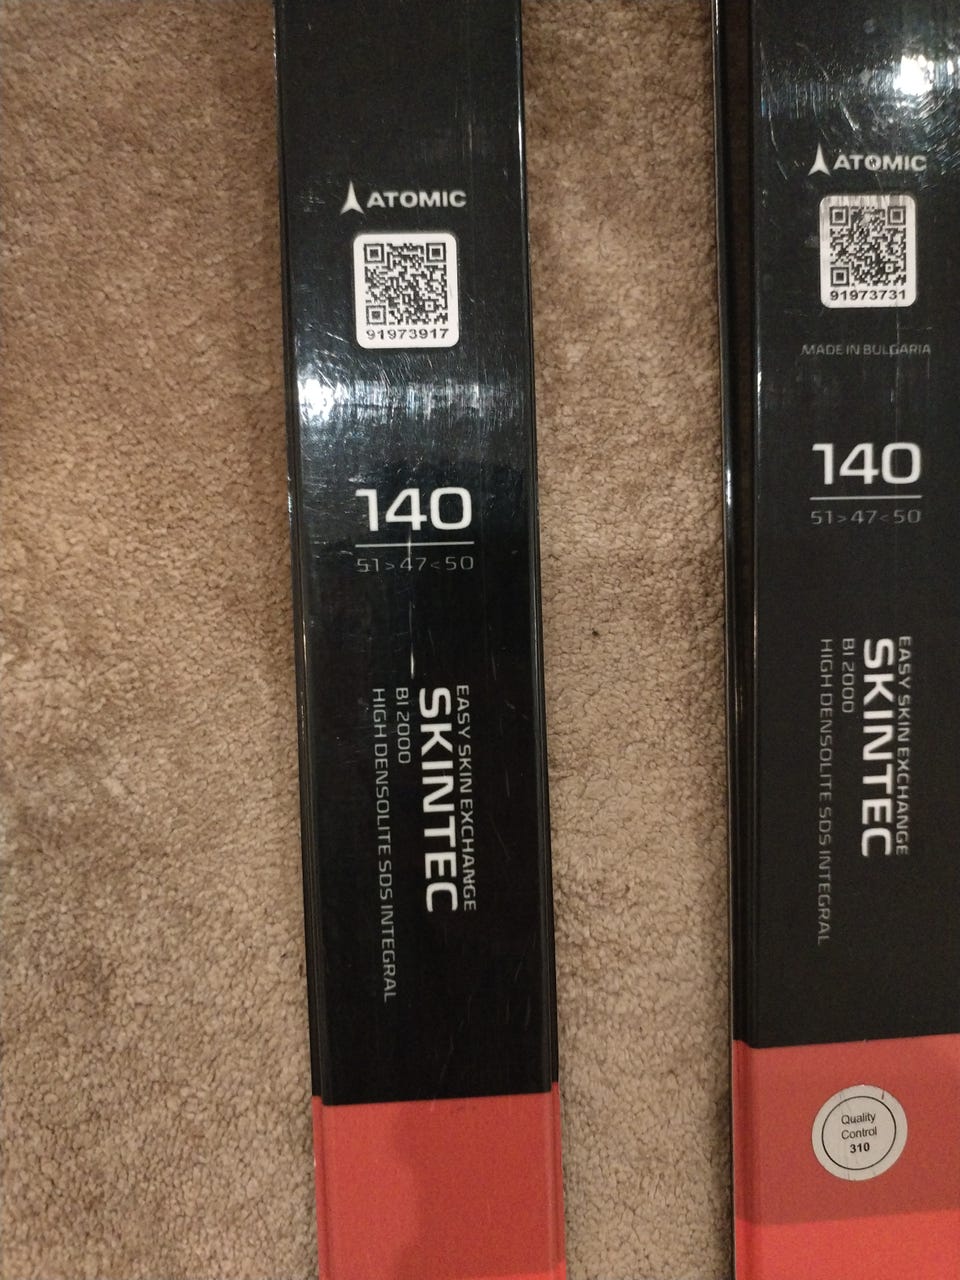 ATOMIC
91973917
140
51>47<50
EASY SKIN EXCHANGE
SKINTEC
BI 2000
HIGH DENSOLITE SDS INTEGRAL
ATOMIC
91973731
MADE IN BULGARIA
140
51>47<50
EASY SKIN EXCHANGE
SKINTEC
BI 2000
HIGH DENSOLITE SDS INTEGRAL
Quality
Control
310